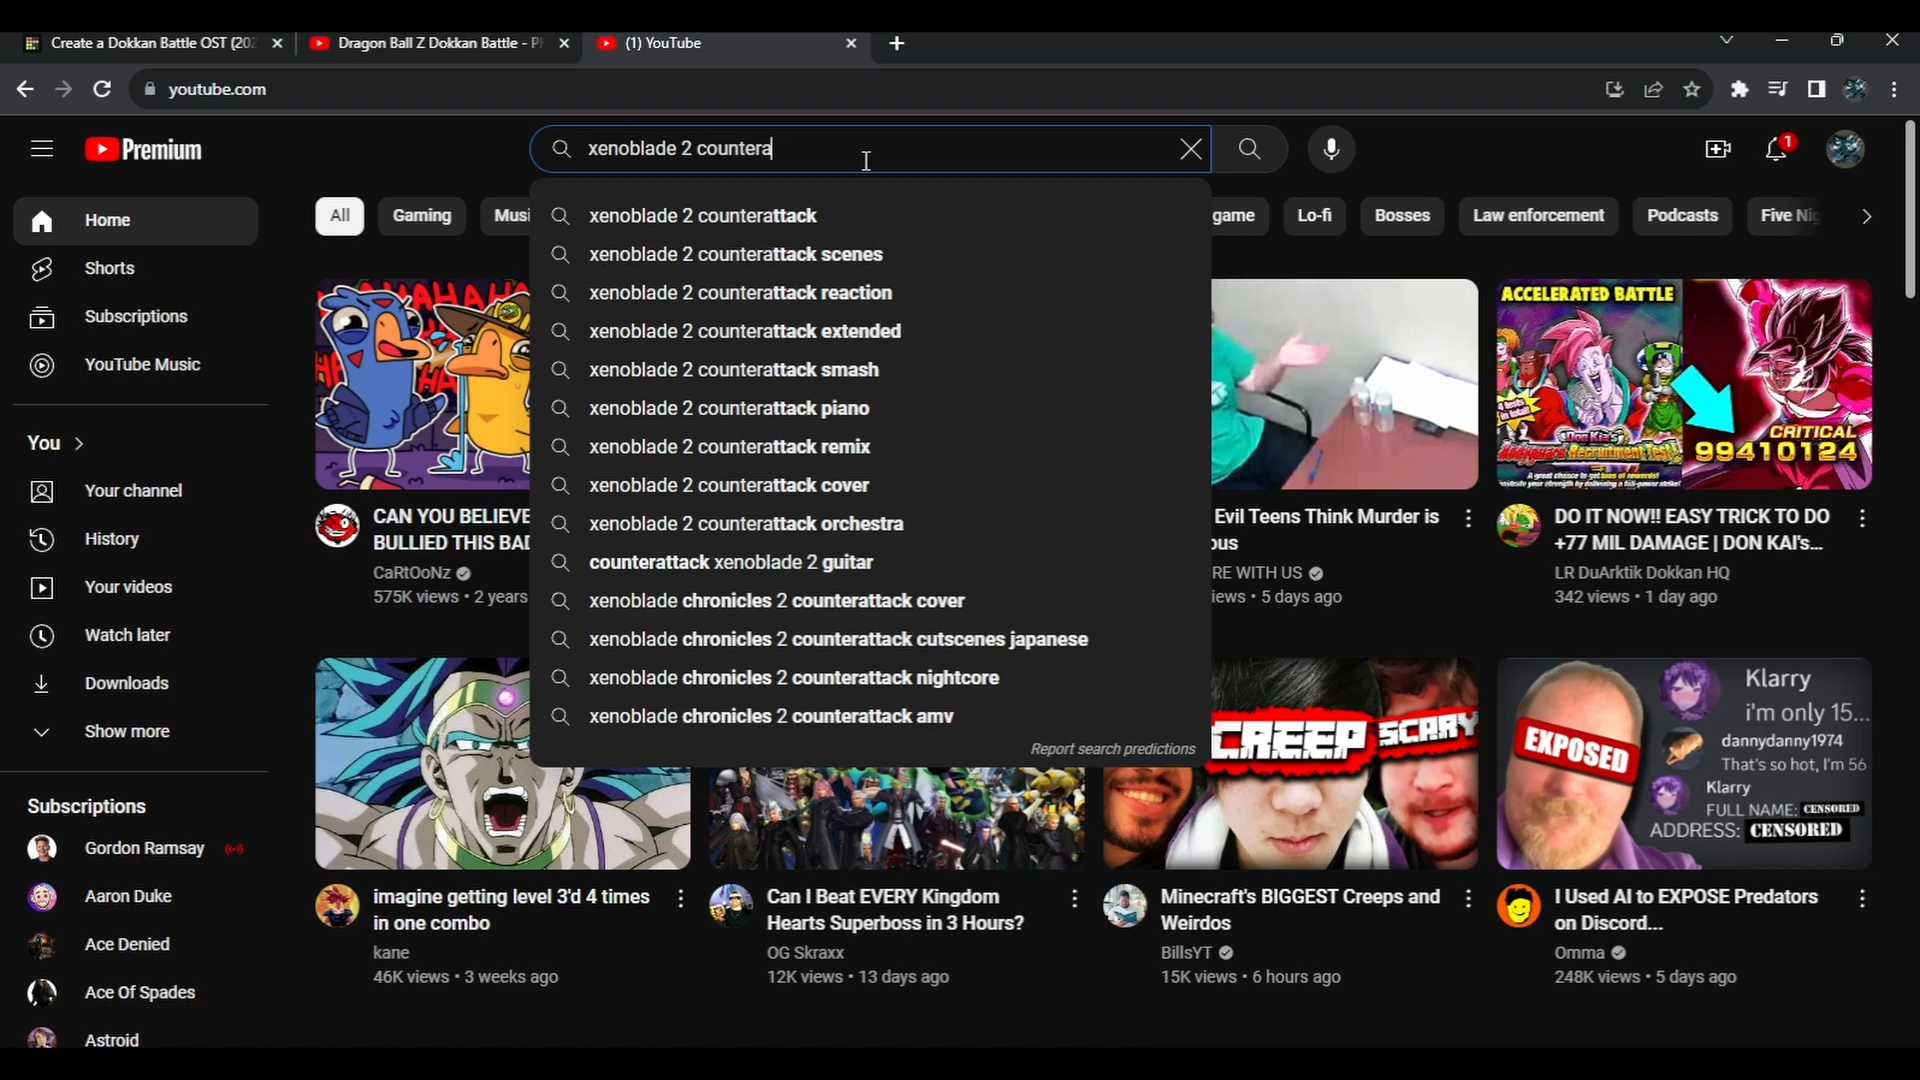 Create a Dokkan Battle OST (202
Dragon Ball Z Dokkan Battle - Pl
(1) YouTube
youtube.com
Premium
xenoblade 2 countera
1
Home
Shorts
Subscriptions
YouTube Music
You
Your channel
History
Your videos
Watch later
Downloads
Show more
Subscriptions
Gordon Ramsay
Aaron Duke
Ace Denied
Ace Of Spades
Astroid
All
Gaming
Musi
game
Lo-fi
Bosses
Law enforcement
Podcasts
Five Nig
xenoblade 2 counterattack
xenoblade 2 counterattack scenes
xenoblade 2 counterattack reaction
xenoblade 2 counterattack extended
xenoblade 2 counterattack smash
xenoblade 2 counterattack piano
xenoblade 2 counterattack remix
xenoblade 2 counterattack cover
xenoblade 2 counterattack orchestra
counterattack xenoblade 2 guitar
xenoblade chronicles 2 counterattack cover
xenoblade chronicles 2 counterattack cutscenes japanese
xenoblade chronicles 2 counterattack nightcore
xenoblade chronicles 2 counterattack amv
Report search predictions
CAN YOU BELIEVE
BULLIED THIS BAD
CaRtOoNz
575K views • 2 years
Evil Teens Think Murder is
ous
RE WITH US
iews • 5 days ago
ACCELERATED BATTLE
Don Kai's
Recruitment Test!
CRITICAL
99410124
DO IT NOW!! EASY TRICK TO DO
+77 MIL DAMAGE | DON KAI's...
LR DuArktik Dokkan HQ
342 views • 1 day ago
imagine getting level 3'd 4 times
in one combo
kane
46K views • 3 weeks ago
Can I Beat EVERY Kingdom
Hearts Superboss in 3 Hours?
OG Skraxx
12K views • 13 days ago
CREEP
SCARY
Minecraft's BIGGEST Creeps and
Weirdos
BillsYT
15K views • 6 hours ago
EXPOSED
Klarry
i'm only 15...
dannydanny1974
That's so hot, I'm 56
Klarry
FULL NAME: CENSORED
ADDRESS: CENSORED
I Used AI to EXPOSE Predators
on Discord...
Omma
248K views • 5 days ago